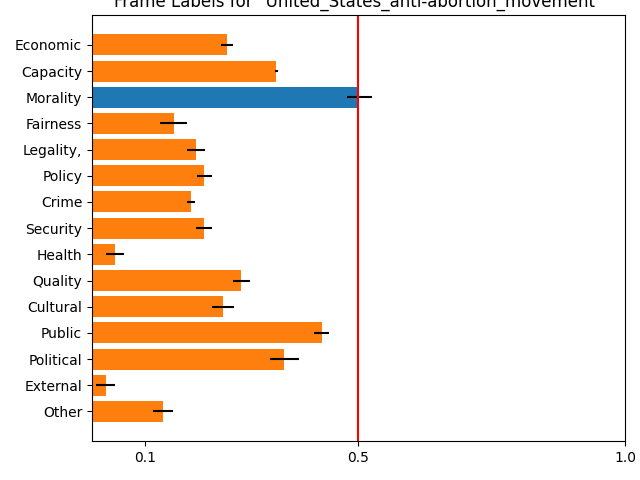 Frame Labels for "United_States_anti-abortion_movement"
Economic
Capacity
Morality
Fairness
Legality,
Policy
Crime
Security
Health
Quality
Cultural
Public
Political
External
Other
0.1 0.5 1.0